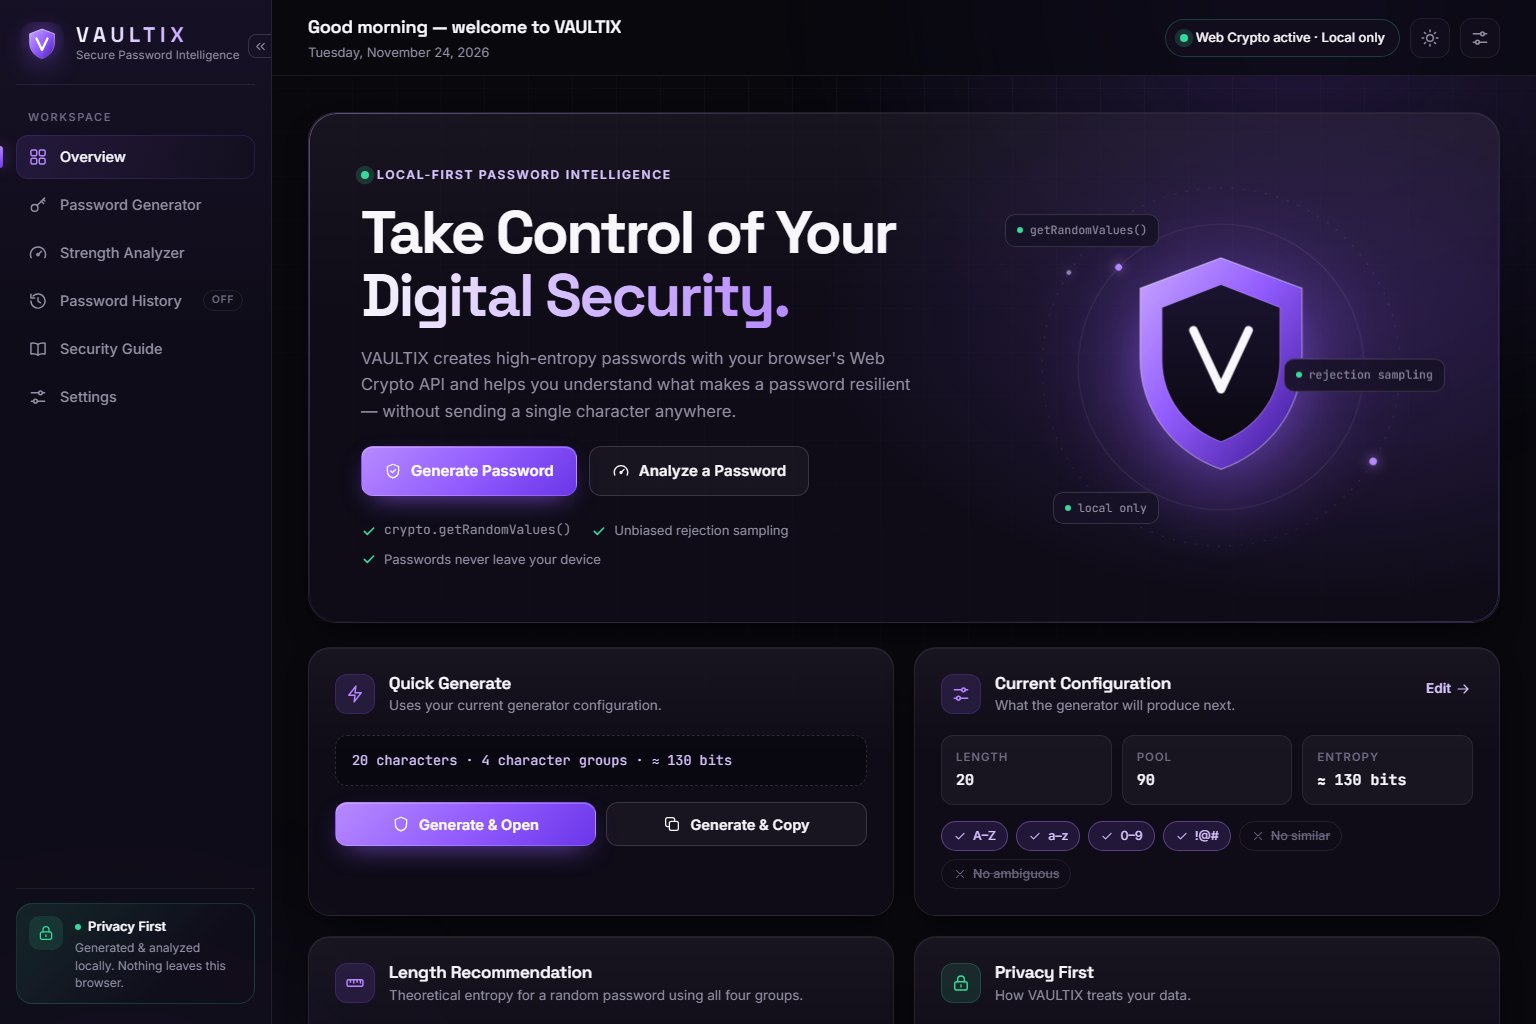 VAULTIX
Secure Password Intelligence
WORKSPACE
Overview
Password Generator
Strength Analyzer
Password History OFF
Security Guide
Settings
Privacy First
Generated & analyzed
locally. Nothing leaves this
browser.
Good morning — welcome to VAULTIX
Tuesday, November 24, 2026
Web Crypto active · Local only
LOCAL-FIRST PASSWORD INTELLIGENCE
Take Control of Your
Digital Security.
VAULTIX creates high-entropy passwords with your browser's Web
Crypto API and helps you understand what makes a password resilient
— without sending a single character anywhere.
Generate Password
Analyze a Password
crypto.getRandomValues()
Unbiased rejection sampling
Passwords never leave your device
getRandomValues()
V
rejection sampling
local only
Quick Generate
Uses your current generator configuration.
20 characters · 4 character groups · ≈ 130 bits
Generate & Open
Generate & Copy
Current Configuration
What the generator will produce next.
Edit →
LENGTH
20
POOL
90
ENTROPY
≈ 130 bits
A–Z
a–z
0–9
!@#
No similar
No ambiguous
Length Recommendation
Theoretical entropy for a random password using all four groups.
Privacy First
How VAULTIX treats your data.